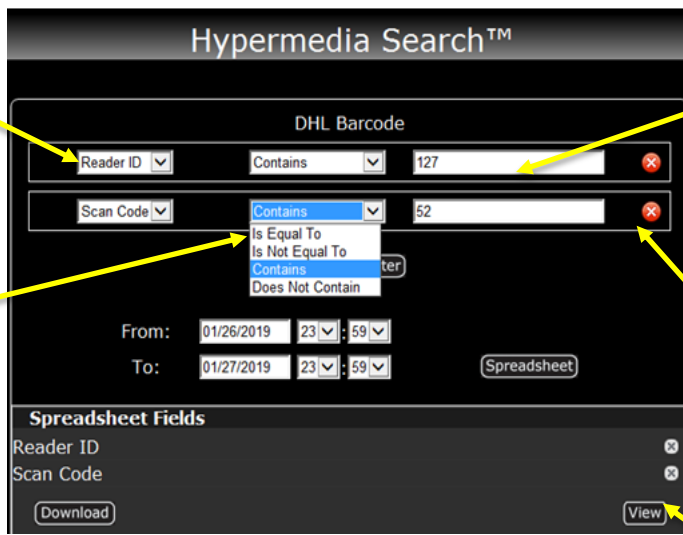 Hypermedia Search™
DHL Barcode
Reader ID Contains 127
Scan Code Contains 52
Is Equal To
Is Not Equal To
Contains
Does Not Contain
From: 01/26/2019 23 : 59
To: 01/27/2019 23 : 59 Spreadsheet
Spreadsheet Fields
Reader ID
Scan Code
Download View